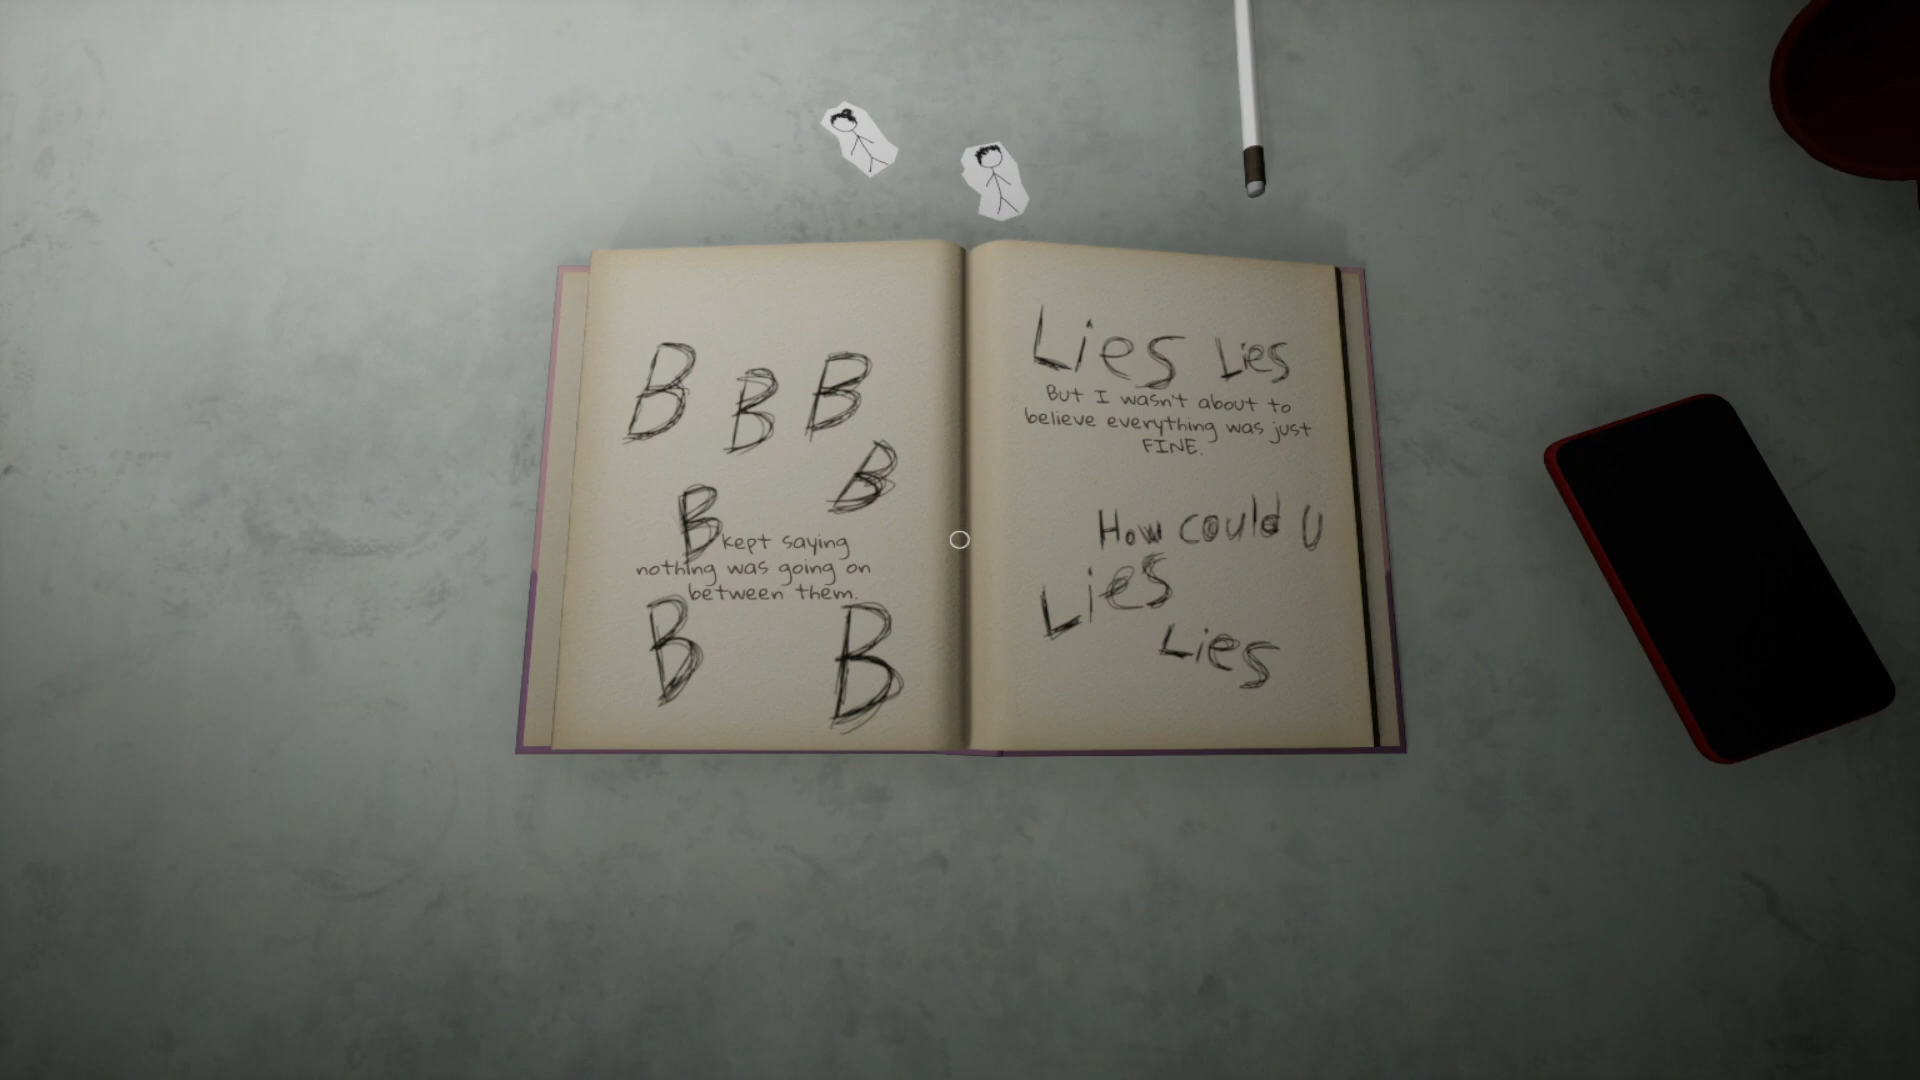 B B B
B
B kept saying
nothing was going on
between them.
B B
Lies Lies
But I wasn't about to
believe everything was just
FINE.
How could U
Lies
Lies